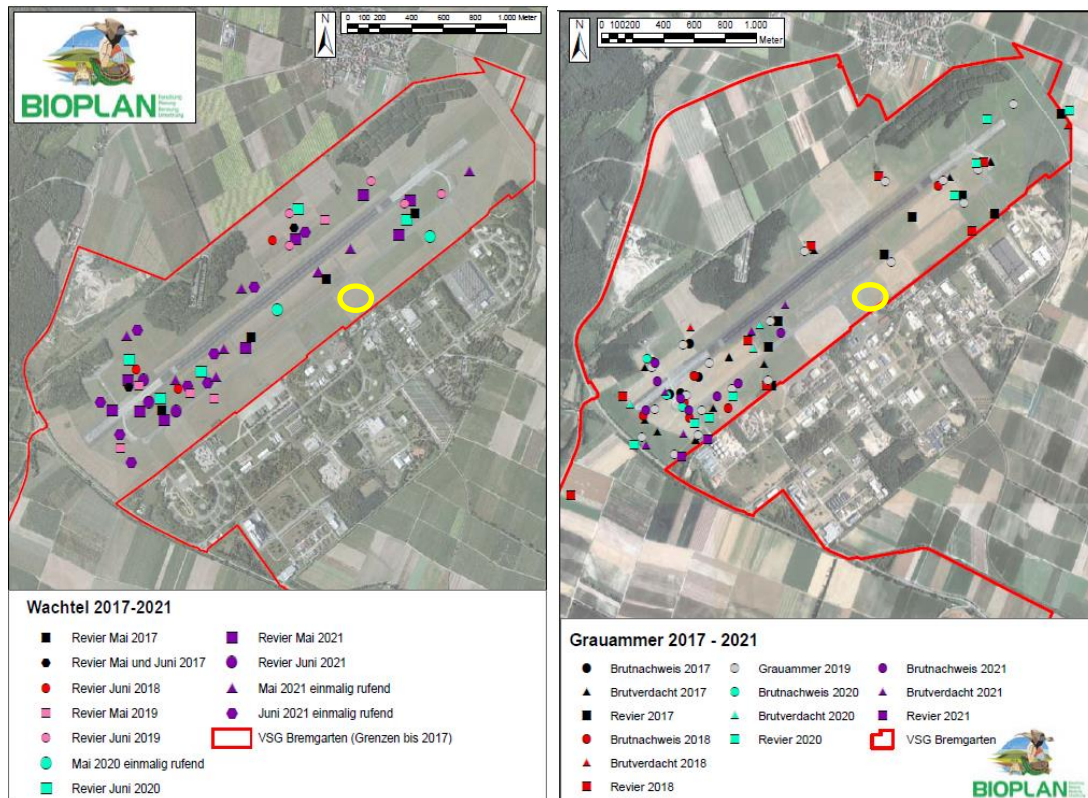 BIOPLAN
N
0 200 400 600 800 1.000
Meter
Wachtel 2017-2021
Revier Mai 2017
Revier Mai und Juni 2017
Revier Juni 2018
Revier Mai 2019
Revier Juni 2019
Mai 2020 einmalig rufend
Revier Juni 2020
Revier Mai 2021
Revier Juni 2021
Mai 2021 einmalig rufend
Juni 2021 einmalig rufend
VSG Bremgarten (Grenzen bis 2017)
N
0 100200 400 600 800 1.000
Meter
Grauammer 2017 - 2021
Brutnachweis 2017
Brutverdacht 2017
Revier 2017
Brutnachweis 2018
Brutverdacht 2018
Revier 2018
Grauammer 2019
Brutnachweis 2020
Brutverdacht 2020
Revier 2020
Brutnachweis 2021
Brutverdacht 2021
Revier 2021
VSG Bremgarten
BIOPLAN